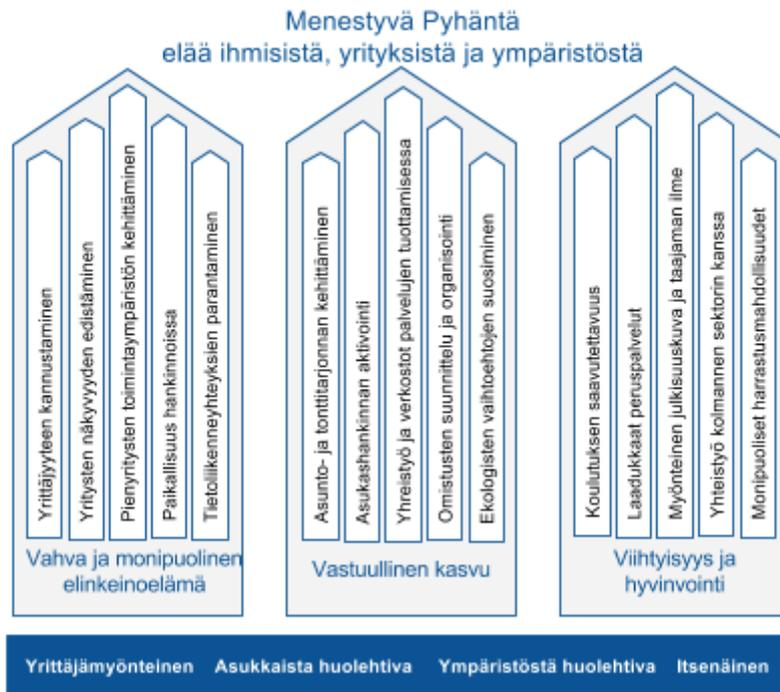 Menestyvä Pyhäntä
elää ihmisistä, yrityksistä ja ympäristöstä
Yrittäjyyteen kannustaminen
Yritysten näkyvyyden edistäminen
Pienyritysten toimintaympäristön kehittäminen
Paikallisuus hankinnoissa
Tietoliikenneyhteyksien parantaminen
Vahva ja monipuolinen
elinkeinoelämä
Asunto- ja tonttitarjonnan kehittäminen
Asukashankinnan aktivointi
Yhreistyö ja verkostot palvelujen tuottamisessa
Omistusten suunnittelu ja organisointi
Ekologisten vaihtoehtojen suosiminen
Vastuullinen kasvu
Koulutuksen saavutettavuus
Laadukkaat peruspalvelut
Myönteinen julkisuuskuva ja taajaman ilme
Yhteistyö kolmannen sektorin kanssa
Monipuoliset harrastusmahdollisuudet
Viihtyisyys ja
hyvinvointi
Yrittäjämyönteinen Asukkaista huolehtiva Ympäristöstä huolehtiva Itsenäinen